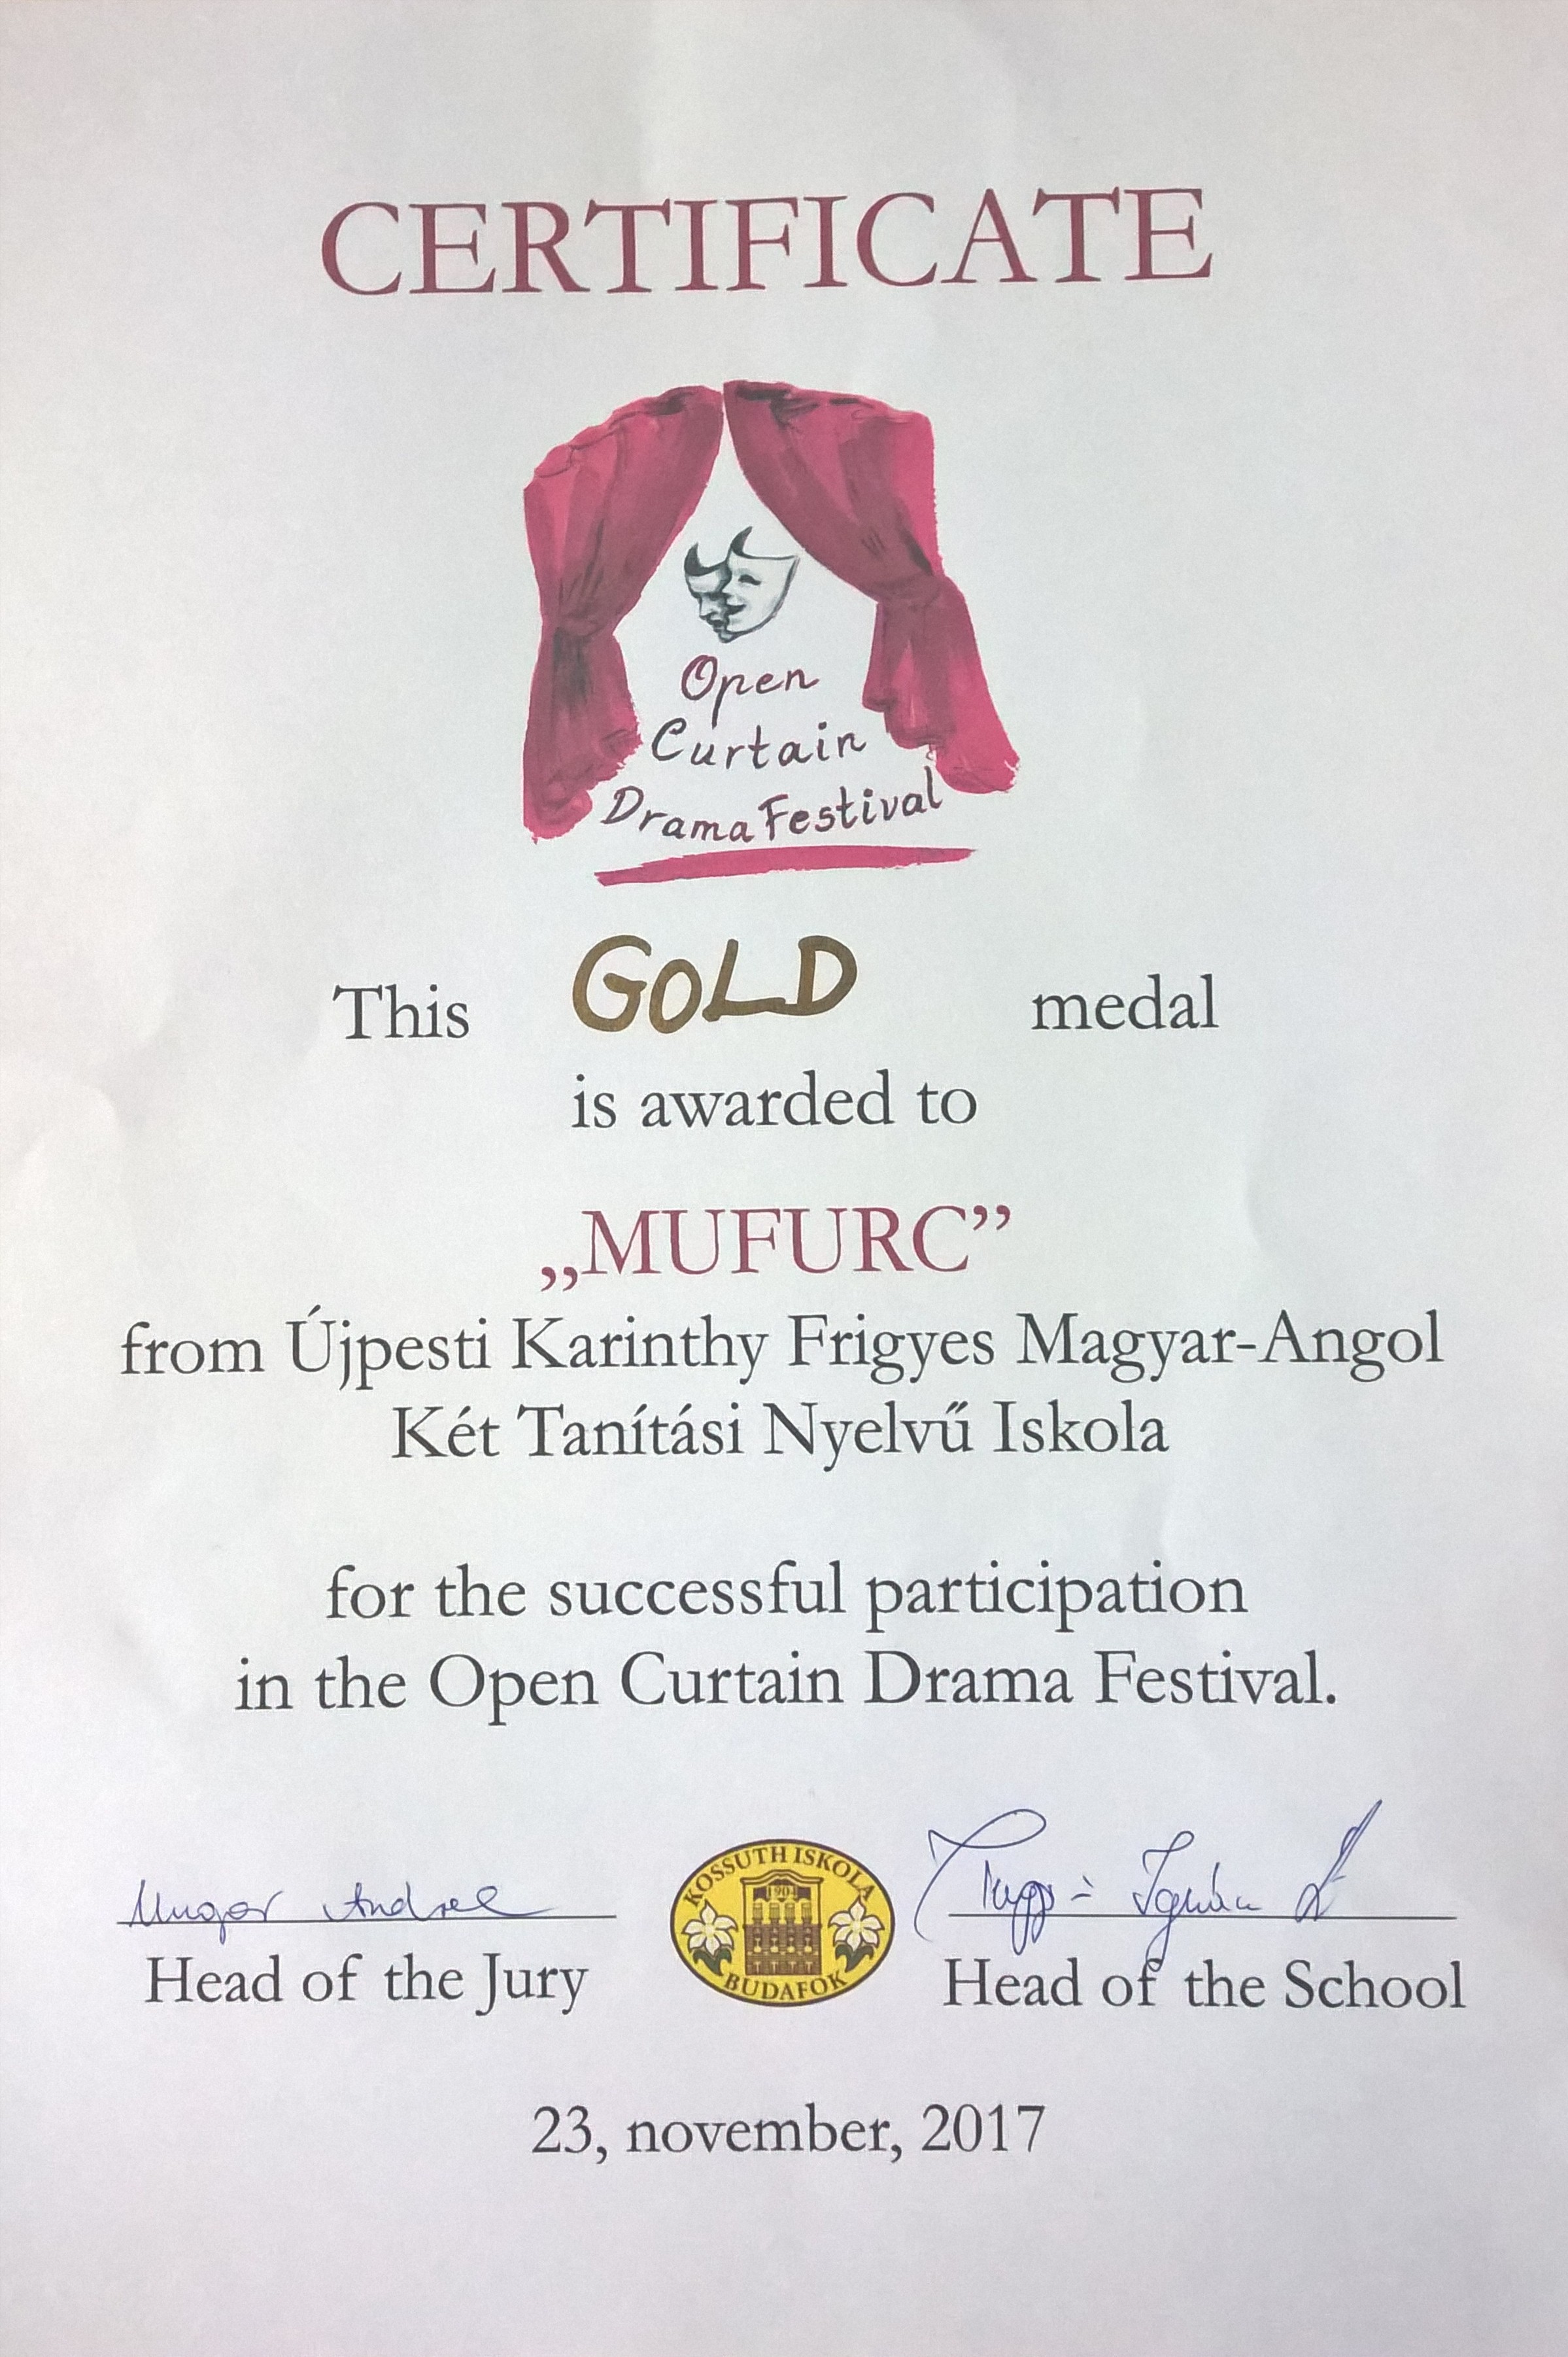 CERTIFICATE
Open
Curtain
Drama Festival
This GOLD medal
is awarded to
„MUFURC”
from Újpesti Karinthy Frigyes Magyar-Angol
Két Tanítási Nyelvű Iskola
for the successful participation
in the Open Curtain Drama Festival.
KOSSUTH ISKOLA
1904
BUDAFOK
Head of the Jury
Head of the School
23, november, 2017